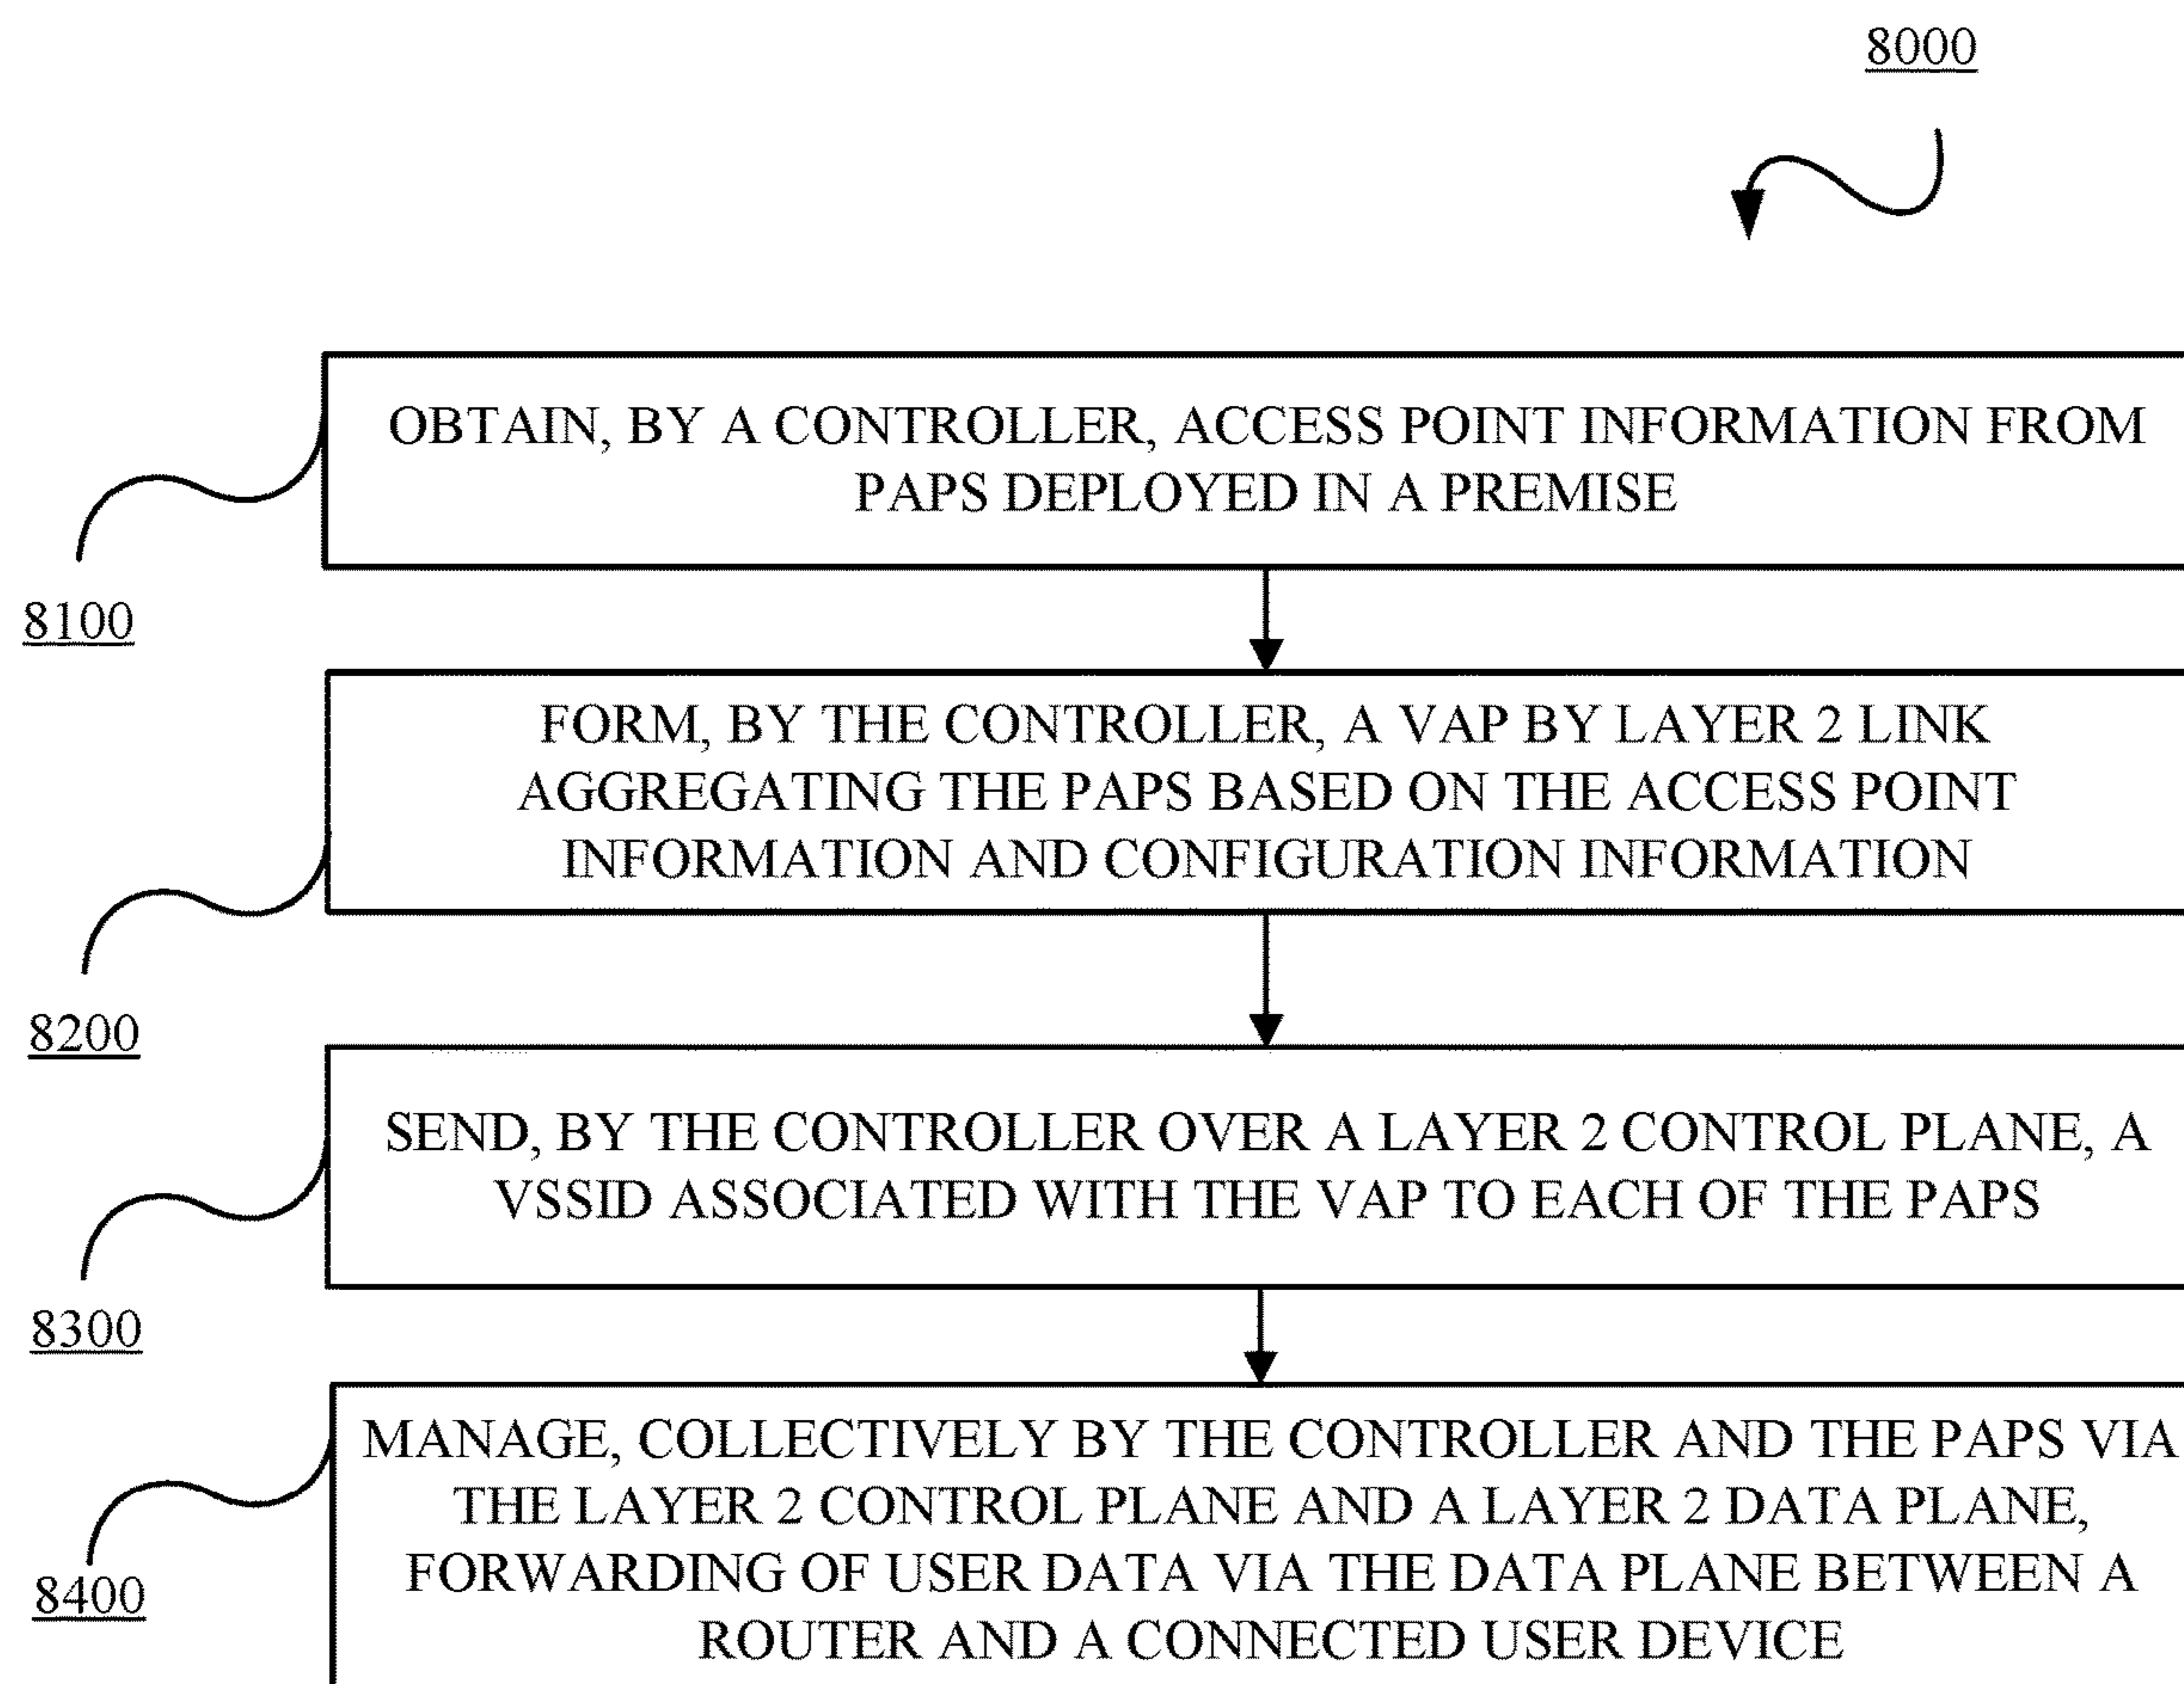 8000
OBTAIN, BY A CONTROLLER, ACCESS POINT INFORMATION FROM
PAPS DEPLOYED IN A PREMISE
8100
FORM, BY THE CONTROLLER, A VAP BY LAYER 2 LINK
AGGREGATING THE PAPS BASED ON THE ACCESS POINT
INFORMATION AND CONFIGURATION INFORMATION
8200
SEND, BY THE CONTROLLER OVER A LAYER 2 CONTROL PLANE, A
VSSID ASSOCIATED WITH THE VAP TO EACH OF THE PAPS
8300
MANAGE, COLLECTIVELY BY THE CONTROLLER AND THE PAPS VIA
THE LAYER 2 CONTROL PLANE AND A LAYER 2 DATA PLANE,
FORWARDING OF USER DATA VIA THE DATA PLANE BETWEEN A
ROUTER AND A CONNECTED USER DEVICE
8400